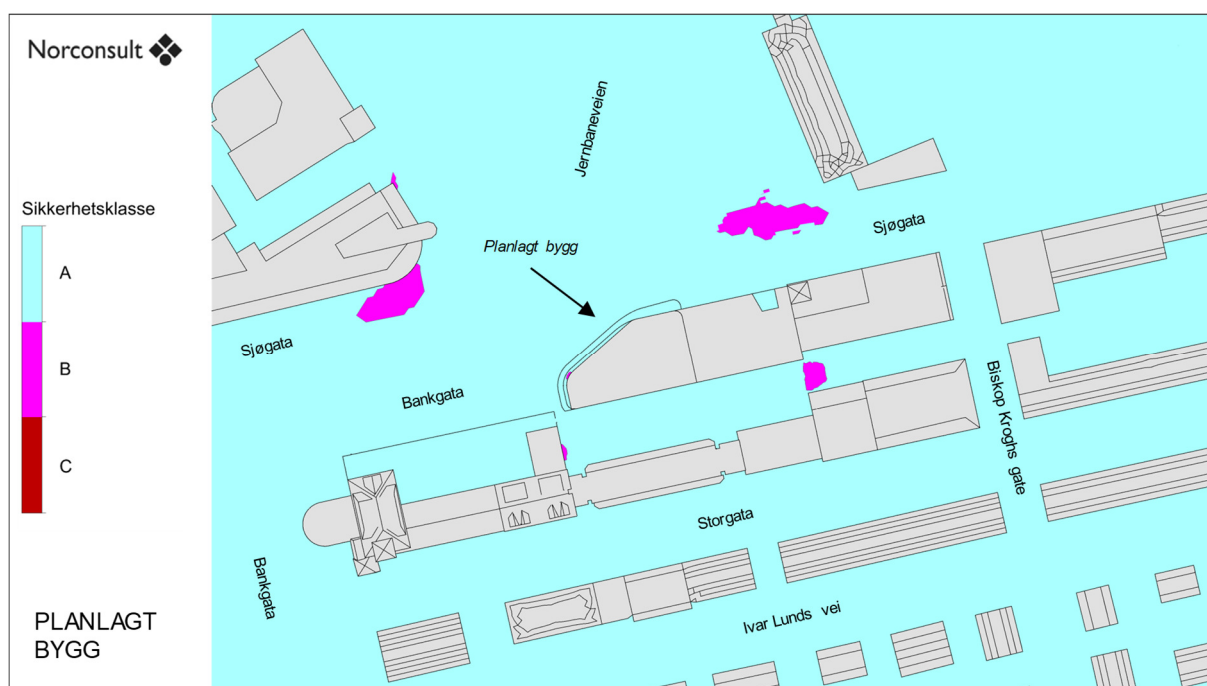 Norconsult
Sikkerhetsklasse
A
B
C
PLANLAGT
BYGG
Jernbaneveien
Planlagt bygg
Sjøgata
Sjøgata
Bankgata
Biskop Kroghs gate
Storgata
Bankgata
Ivar Lunds vei